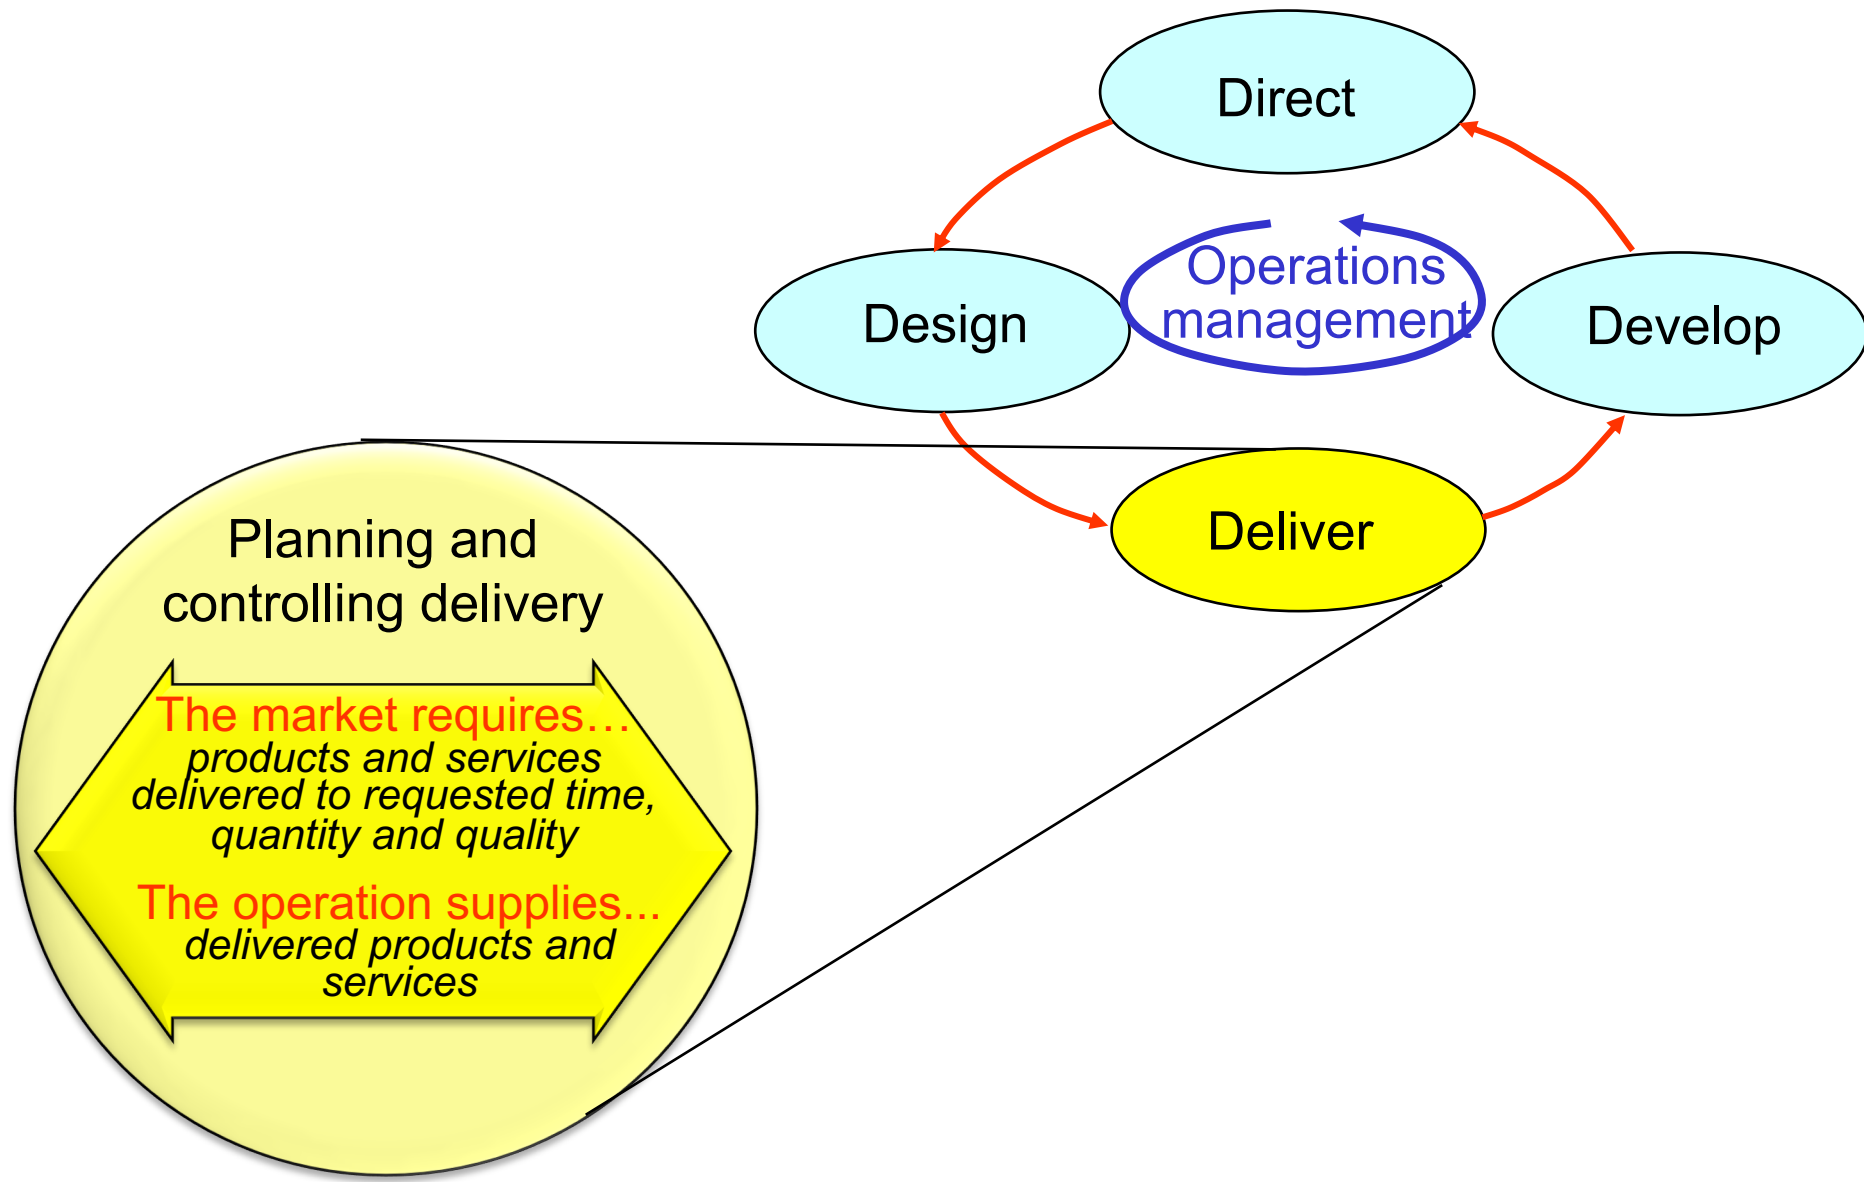 Direct
Operations
management
Design
Develop
Deliver
Planning and
controlling delivery
The market requires…
products and services
delivered to requested time,
quantity and quality
The operation supplies...
delivered products and
services